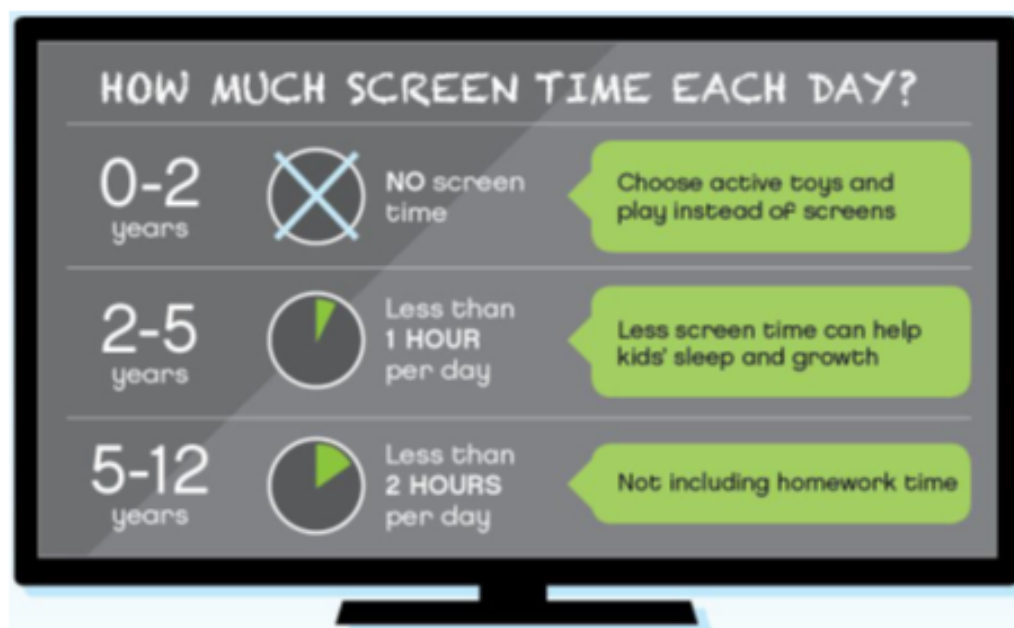 HOW MUCH SCREEN TIME EACH DAY?
0-2
years
NO screen
time
Choose active toys and
play instead of screens
2-5
years
Less than
1 HOUR
per day
Less screen time can help
kids' sleep and growth
5-12
years
Less than
2 HOURS
per day
Not including homework time